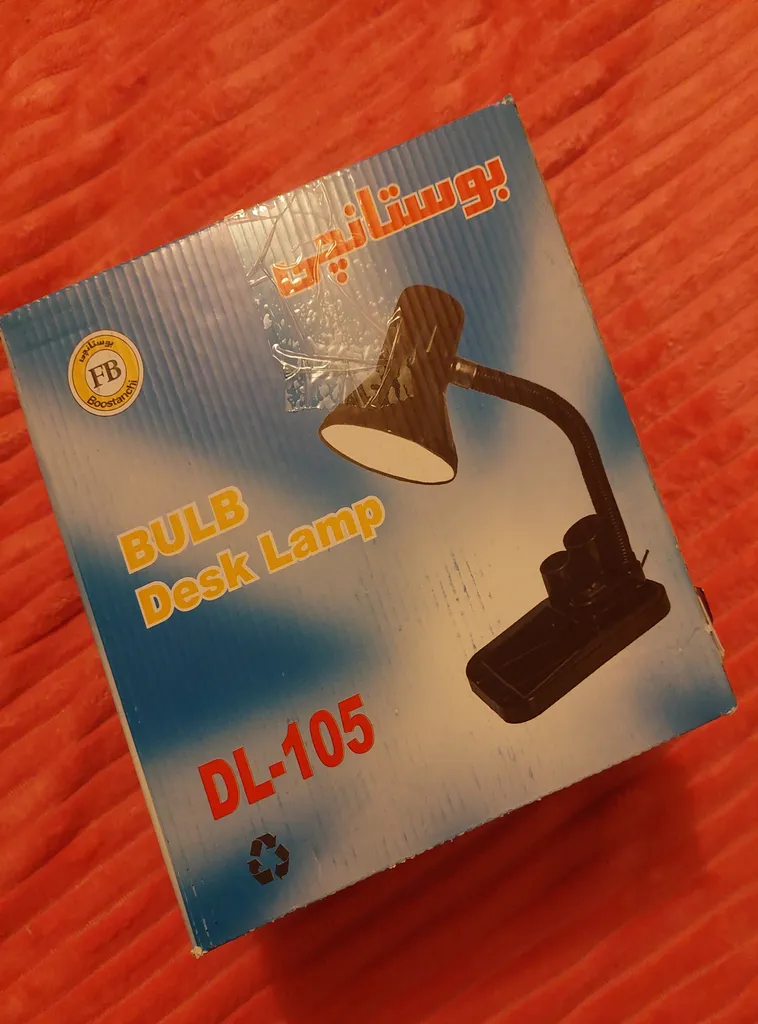 بوستانچی
بوستانچی
FB
Boostanchi
BULB
Desk Lamp
DL-105